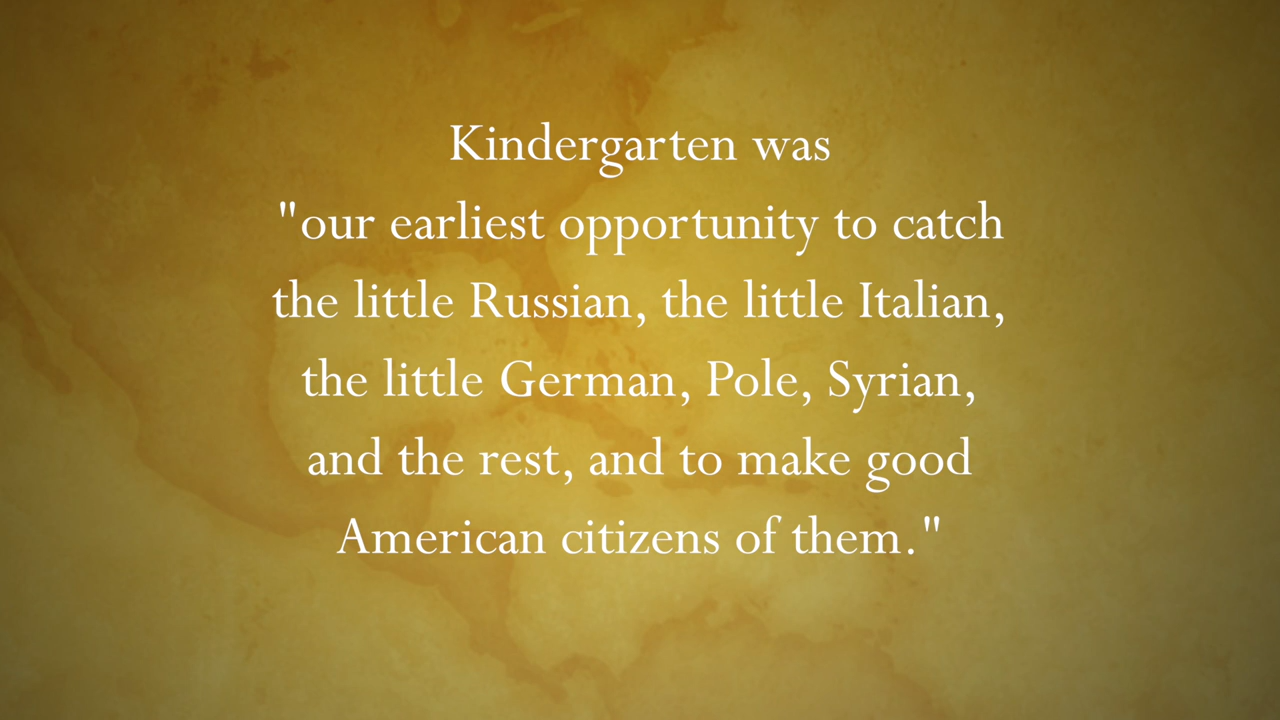 Kindergarten was
"our earliest opportunity to catch
the little Russian, the little Italian,
the little German, Pole, Syrian,
and the rest, and to make good
American citizens of them."